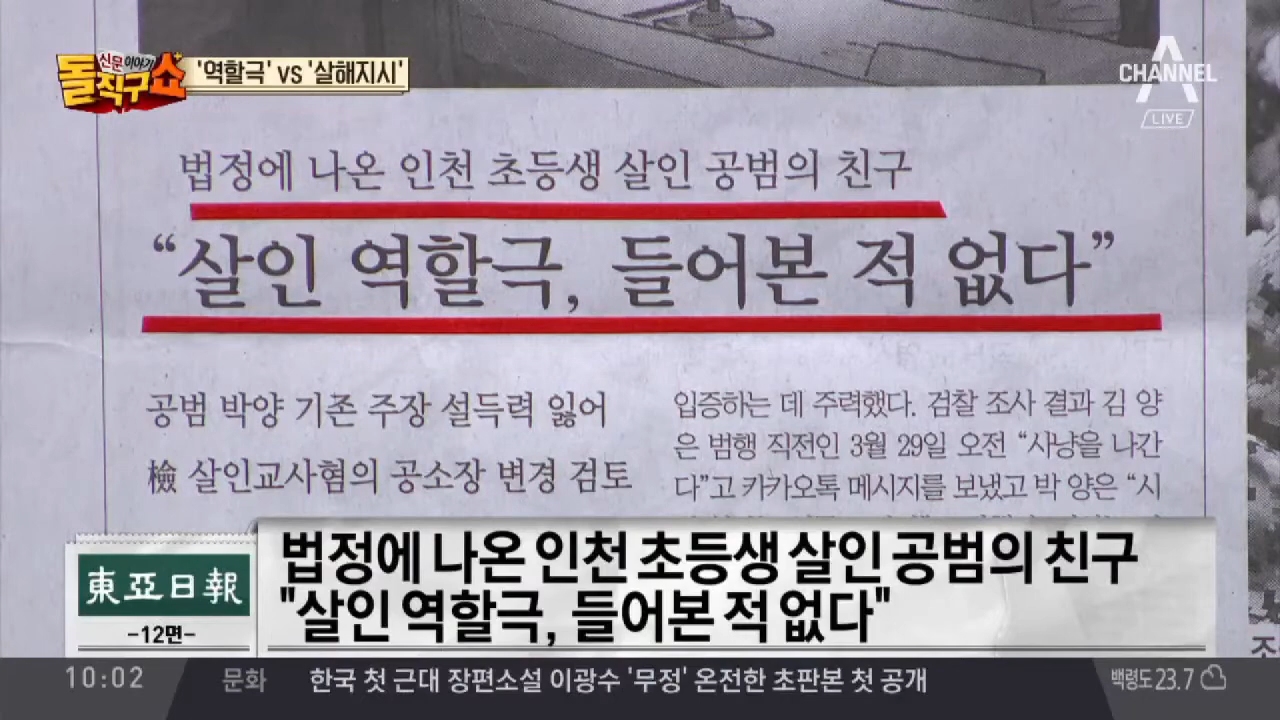 신문이야기
돌직구쇼
'역할극' vs '살해지시'
CHANNEL A
LIVE
법정에 나온 인천 초등생 살인 공범의 친구
“살인 역할극, 들어본 적 없다”
공범 박양 기존 주장 설득력 잃어
檢 살인교사혐의 공소장 변경 검토
입증하는 데 주력했다. 검찰 조사 결과 김 양
은 범행 직전인 3월 29일 오전 “사냥을 나간
다”고 카카오톡 메시지를 보냈고 박 양은 “시
東亞日報
-12면-
법정에 나온 인천 초등생 살인 공범의 친구
"살인 역할극, 들어본 적 없다"
10:02 문화 한국 첫 근대 장편소설 이광수 '무정' 온전한 초판본 첫 공개 백령도 23.7